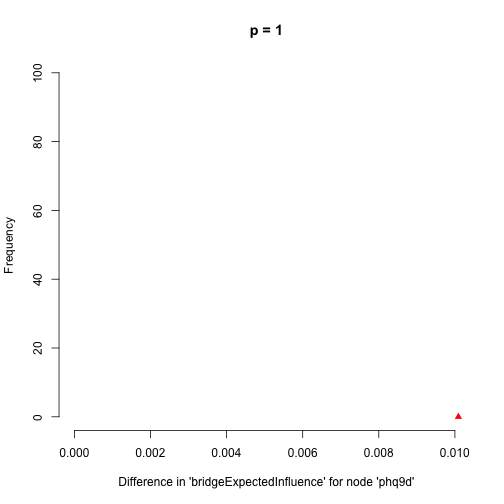 p = 1
Frequency
100
80
60
40
20
0
0.000 0.002 0.004 0.006 0.008 0.010
Difference in 'bridgeExpectedInfluence' for node 'phq9d'